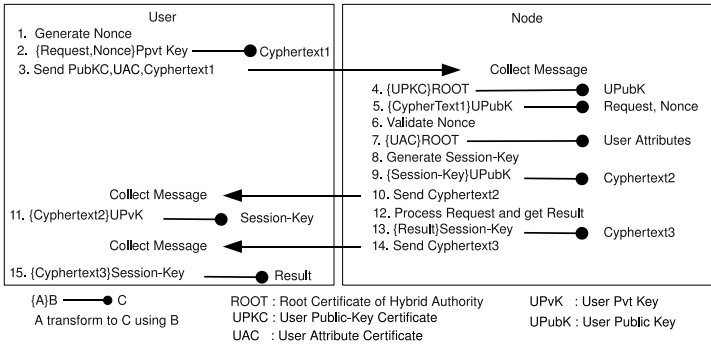 User
1. Generate Nonce
2. {Request,Nonce}Ppvt Key Cyphertext1
3. Send PubKC,UAC,Cyphertext1
Collect Message
11. {Cyphertext2}UPvK Session-Key
Collect Message
15. {Cyphertext3}Session-Key Result
Node
Collect Message
4. {UPKC}ROOT UPubK
5. {CypherText1}UPubK Request, Nonce
6. Validate Nonce
7. {UAC}ROOT User Attributes
8. Generate Session-Key
9. {Session-Key}UPubK Cyphertext2
10. Send Cyphertext2
12. Process Request and get Result
13. {Result}Session-Key Cyphertext3
14. Send Cyphertext3
{A}B C
A transform to C using B
ROOT : Root Certificate of Hybrid Authority
UPKC : User Public-Key Certificate
UAC : User Attribute Certificate
UPvK : User Pvt Key
UPubK : User Public Key